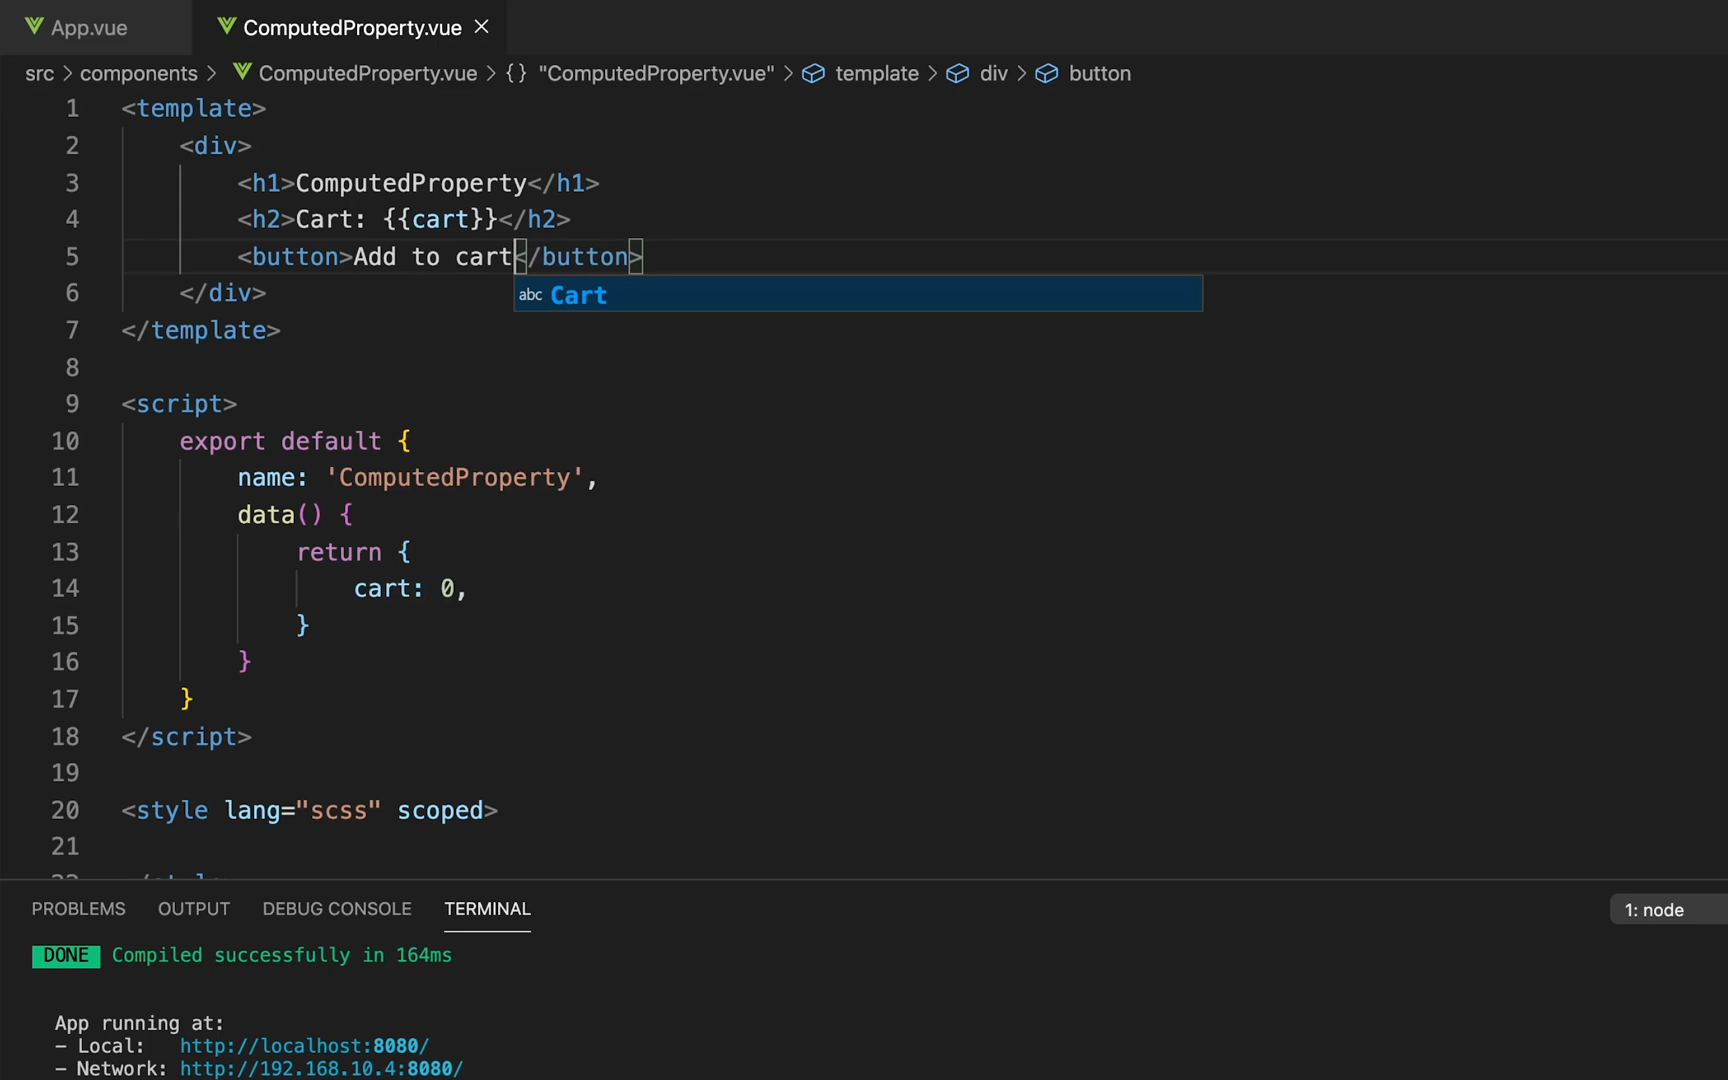 App.vue ComputedProperty.vue ×
src > components > ComputedProperty.vue > {} "ComputedProperty.vue" > template > div > button
1 <template>
2 <div>
3 <h1>ComputedProperty</h1>
4 <h2>Cart: {{cart}}</h2>
5 <button>Add to cart</button>
abc Cart
6 </div>
7 </template>
8
9 <script>
10 export default {
11 name: 'ComputedProperty',
12 data() {
13 return {
14 cart: 0,
15 }
16 }
17 }
18 </script>
19
20 <style lang="scss" scoped>
21
PROBLEMS OUTPUT DEBUG CONSOLE TERMINAL 1: node
DONE Compiled successfully in 164ms
App running at:
- Local: http://localhost:8080/
- Network: http://192.168.10.4:8080/